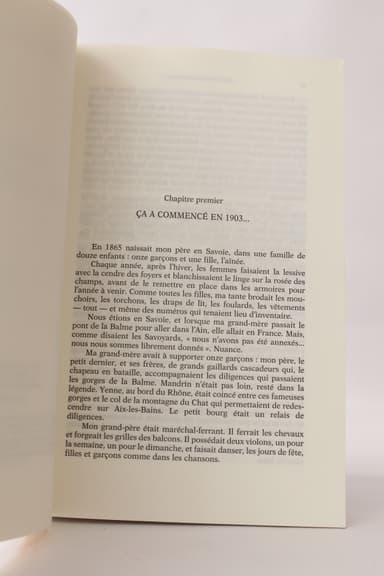 Chapitre premier
ÇA A COMMENCÉ EN 1903...
En 1865 naissait mon père en Savoie, dans une famille de
douze enfants : onze garçons et une fille, l'aînée.
Chaque année, après l'hiver, les femmes faisaient la lessive
avec la cendre des foyers et blanchissaient le linge sur la rosée des
champs, avant de le remettre en place dans les armoires pour
l'année à venir. Comme toutes les filles, ma tante brodait les mou-
choirs, les torchons, les draps de lit, les foulards, les vêtements
— tout — et même des numéros qui tenaient lieu d'inventaire.
Nous étions en Savoie, et lorsque ma grand-mère passait le
pont de la Balme pour aller dans l'Ain, elle allait en France. Mais,
comme disaient les Savoyards, « nous n'avons pas été annexés...
nous nous sommes librement donnés ». Nuance.
Ma grand-mère avait à supporter onze garçons : mon père, le
petit dernier, et ses frères, de grands gaillards cascadeurs qui, le
chapeau en bataille, accompagnaient les diligences qui passaient
les gorges de la Balme. Mandrin n'était pas loin, resté dans la
légende. Yenne, au bord du Rhône, était coincé entre ces fameuses
gorges et le col de la montagne du Chat qui permettaient de redes-
cendre sur Aix-les-Bains. Le petit bourg était un relais de
diligences.
Mon grand-père était maréchal-ferrant. Il ferrait les chevaux
et forgeait les grilles des balcons. Il possédait deux violons, un pour
la semaine, un pour le dimanche, et faisait danser, les jours de fête,
filles et garçons comme dans les chansons.